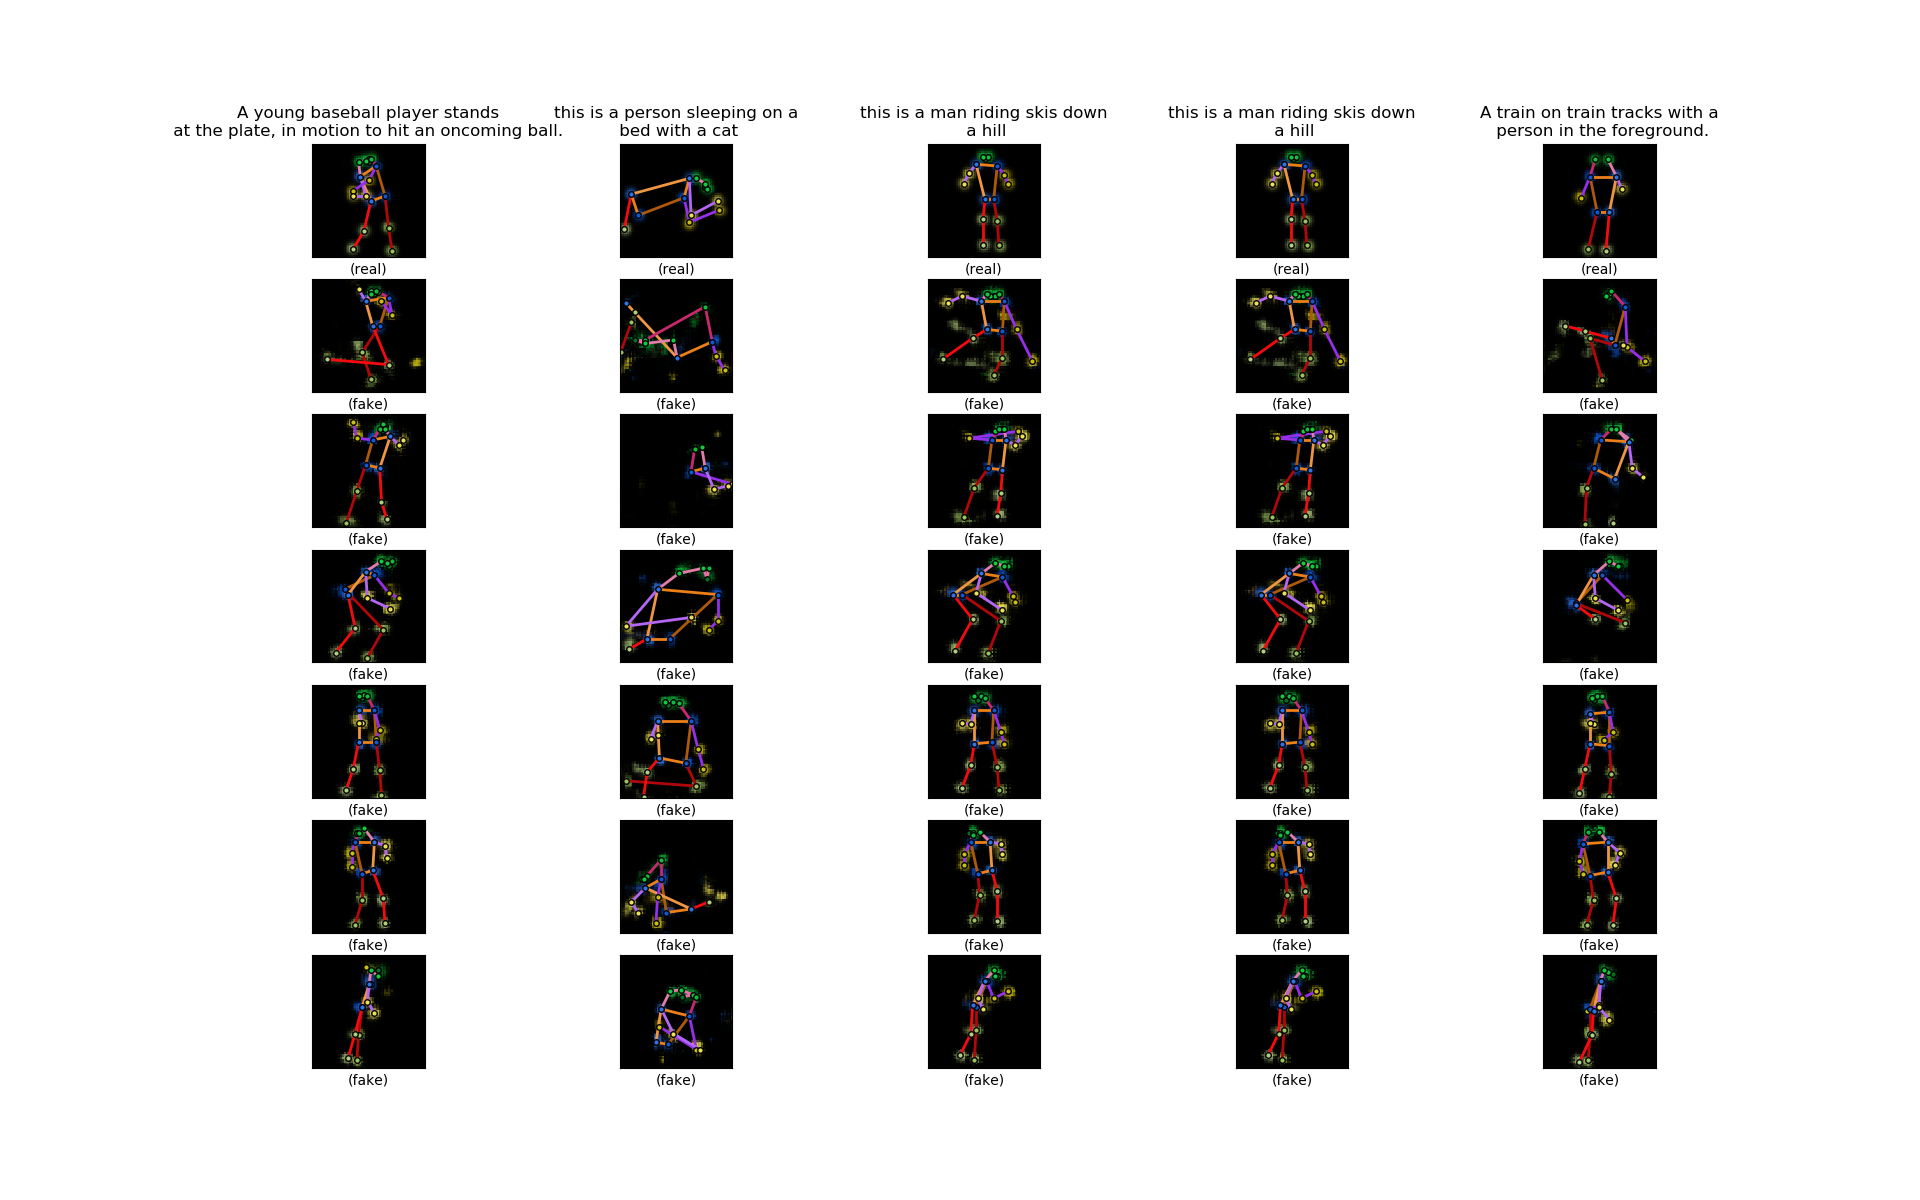 A young baseball player stands
at the plate, in motion to hit an oncoming ball.
this is a person sleeping on a
bed with a cat
this is a man riding skis down
a hill
this is a man riding skis down
a hill
A train on train tracks with a
person in the foreground.
(real) (real) (real) (real) (real)
(fake) (fake) (fake) (fake) (fake)
(fake) (fake) (fake) (fake) (fake)
(fake) (fake) (fake) (fake) (fake)
(fake) (fake) (fake) (fake) (fake)
(fake) (fake) (fake) (fake) (fake)
(fake) (fake) (fake) (fake) (fake)